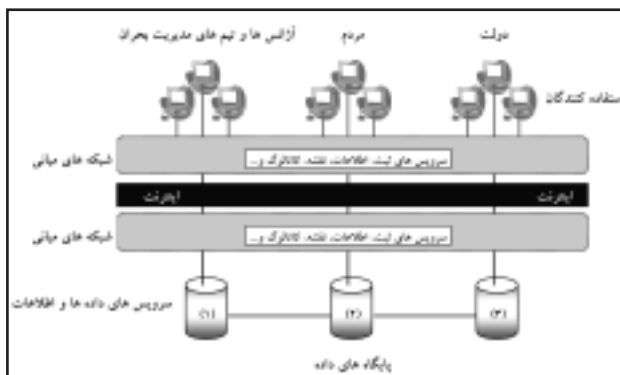 دولت
مردم
آژانس ها و تیم های مدیریت بحران
ستفاده کنندگان
شبکه های میانی
سرویس های ثبت، اطلاعات، نقشه، کاتالوگ و...
اینترنت
اینترنت
شبکه های میانی
سرویس های ثبت، اطلاعات، نقشه، کاتالوگ و...
سرویس های داده ها و اطلاعات
(۳)
(۲)
(۱)
پایگاه های داده